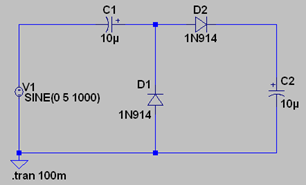 C1
10µ
D2
1N914
D1
1N914
C2
10µ
V1
SINE(0 5 1000)
.tran 100m